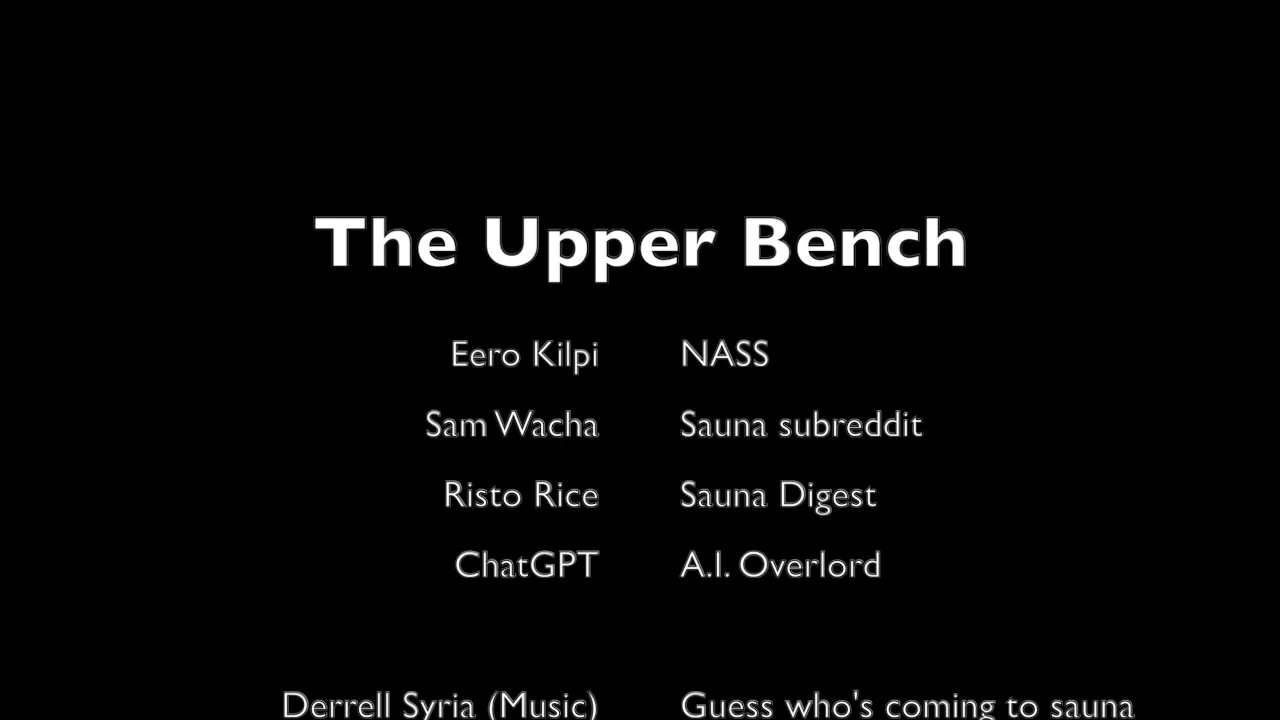 The Upper Bench
Eero Kilpi NASS
Sam Wacha Sauna subreddit
Risto Rice Sauna Digest
ChatGPT A.I. Overlord
Derrell Syria (Music) Guess who's coming to sauna